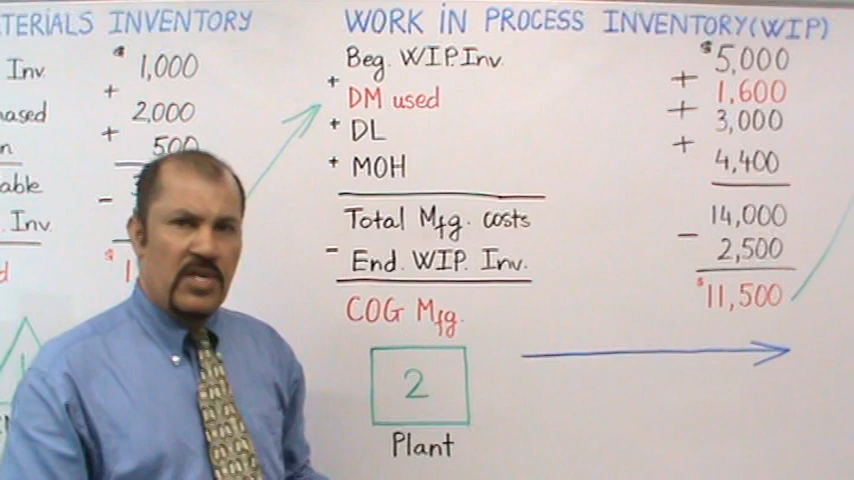 TERIALS INVENTORY
Inv. $ 1,000
+
ased 2,000
+
n 500
able
-
Inv.
d $ 1
WORK IN PROCESS INVENTORY(WIP)
Beg. WIP. Inv. $ 5,000
+ DM used + 1,600
+ DL + 3,000
+ MOH + 4,400
Total Mfg. costs 14,000
- End. WIP. Inv. - 2,500
COG Mfg. $ 11,500
2
Plant